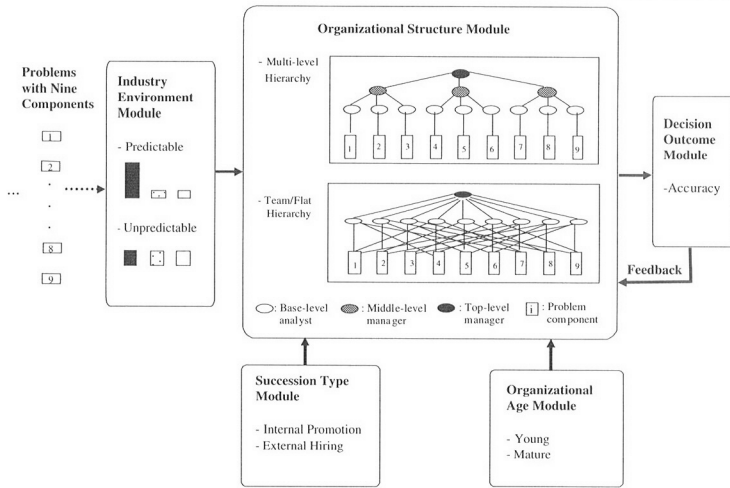 Problems
with Nine
Components
1
2
...
8
9
Industry
Environment
Module
- Predictable
- Unpredictable
Organizational Structure Module
- Multi-level
Hierarchy
1 2 3 4 5 6 7 8 9
- Team/Flat
Hierarchy
1 2 3 4 5 6 7 8 9
: Base-level
analyst
: Middle-level
manager
: Top-level
manager
i : Problem
component
Decision
Outcome
Module
-Accuracy
Feedback
Succession Type
Module
- Internal Promotion
- External Hiring
Organizational
Age Module
- Young
- Mature